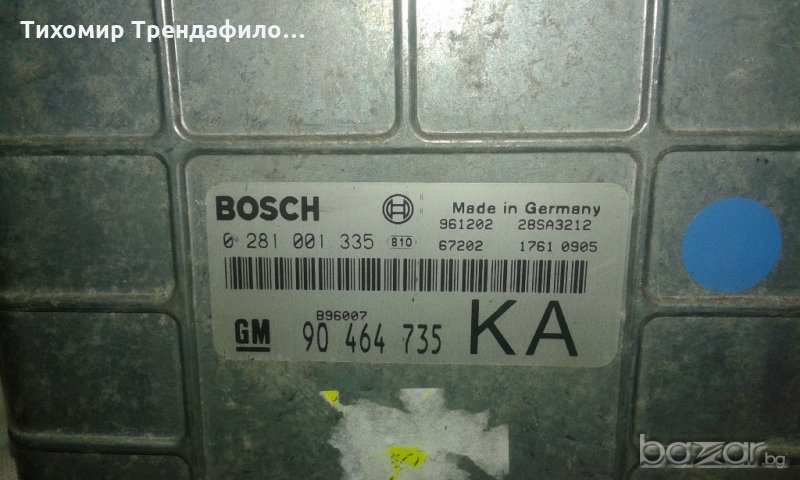 Тихомир Трендафило...
BOSCH
Made in Germany
961202 28SA3212
0 281 001 335 810 67202 1761 0905
B96007
GM 90 464 735 KA
bazar.bg